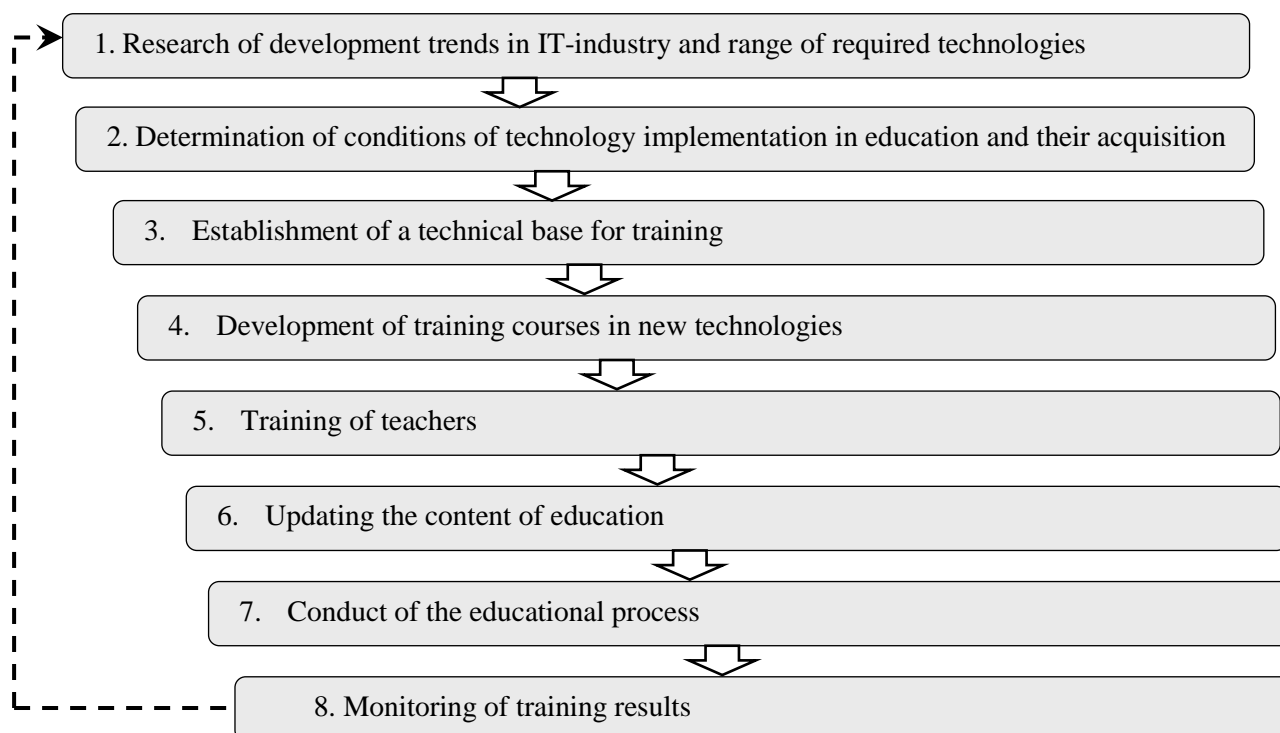 1. Research of development trends in IT-industry and range of required technologies
2. Determination of conditions of technology implementation in education and their acquisition
3. Establishment of a technical base for training
4. Development of training courses in new technologies
5. Training of teachers
6. Updating the content of education
7. Conduct of the educational process
8. Monitoring of training results